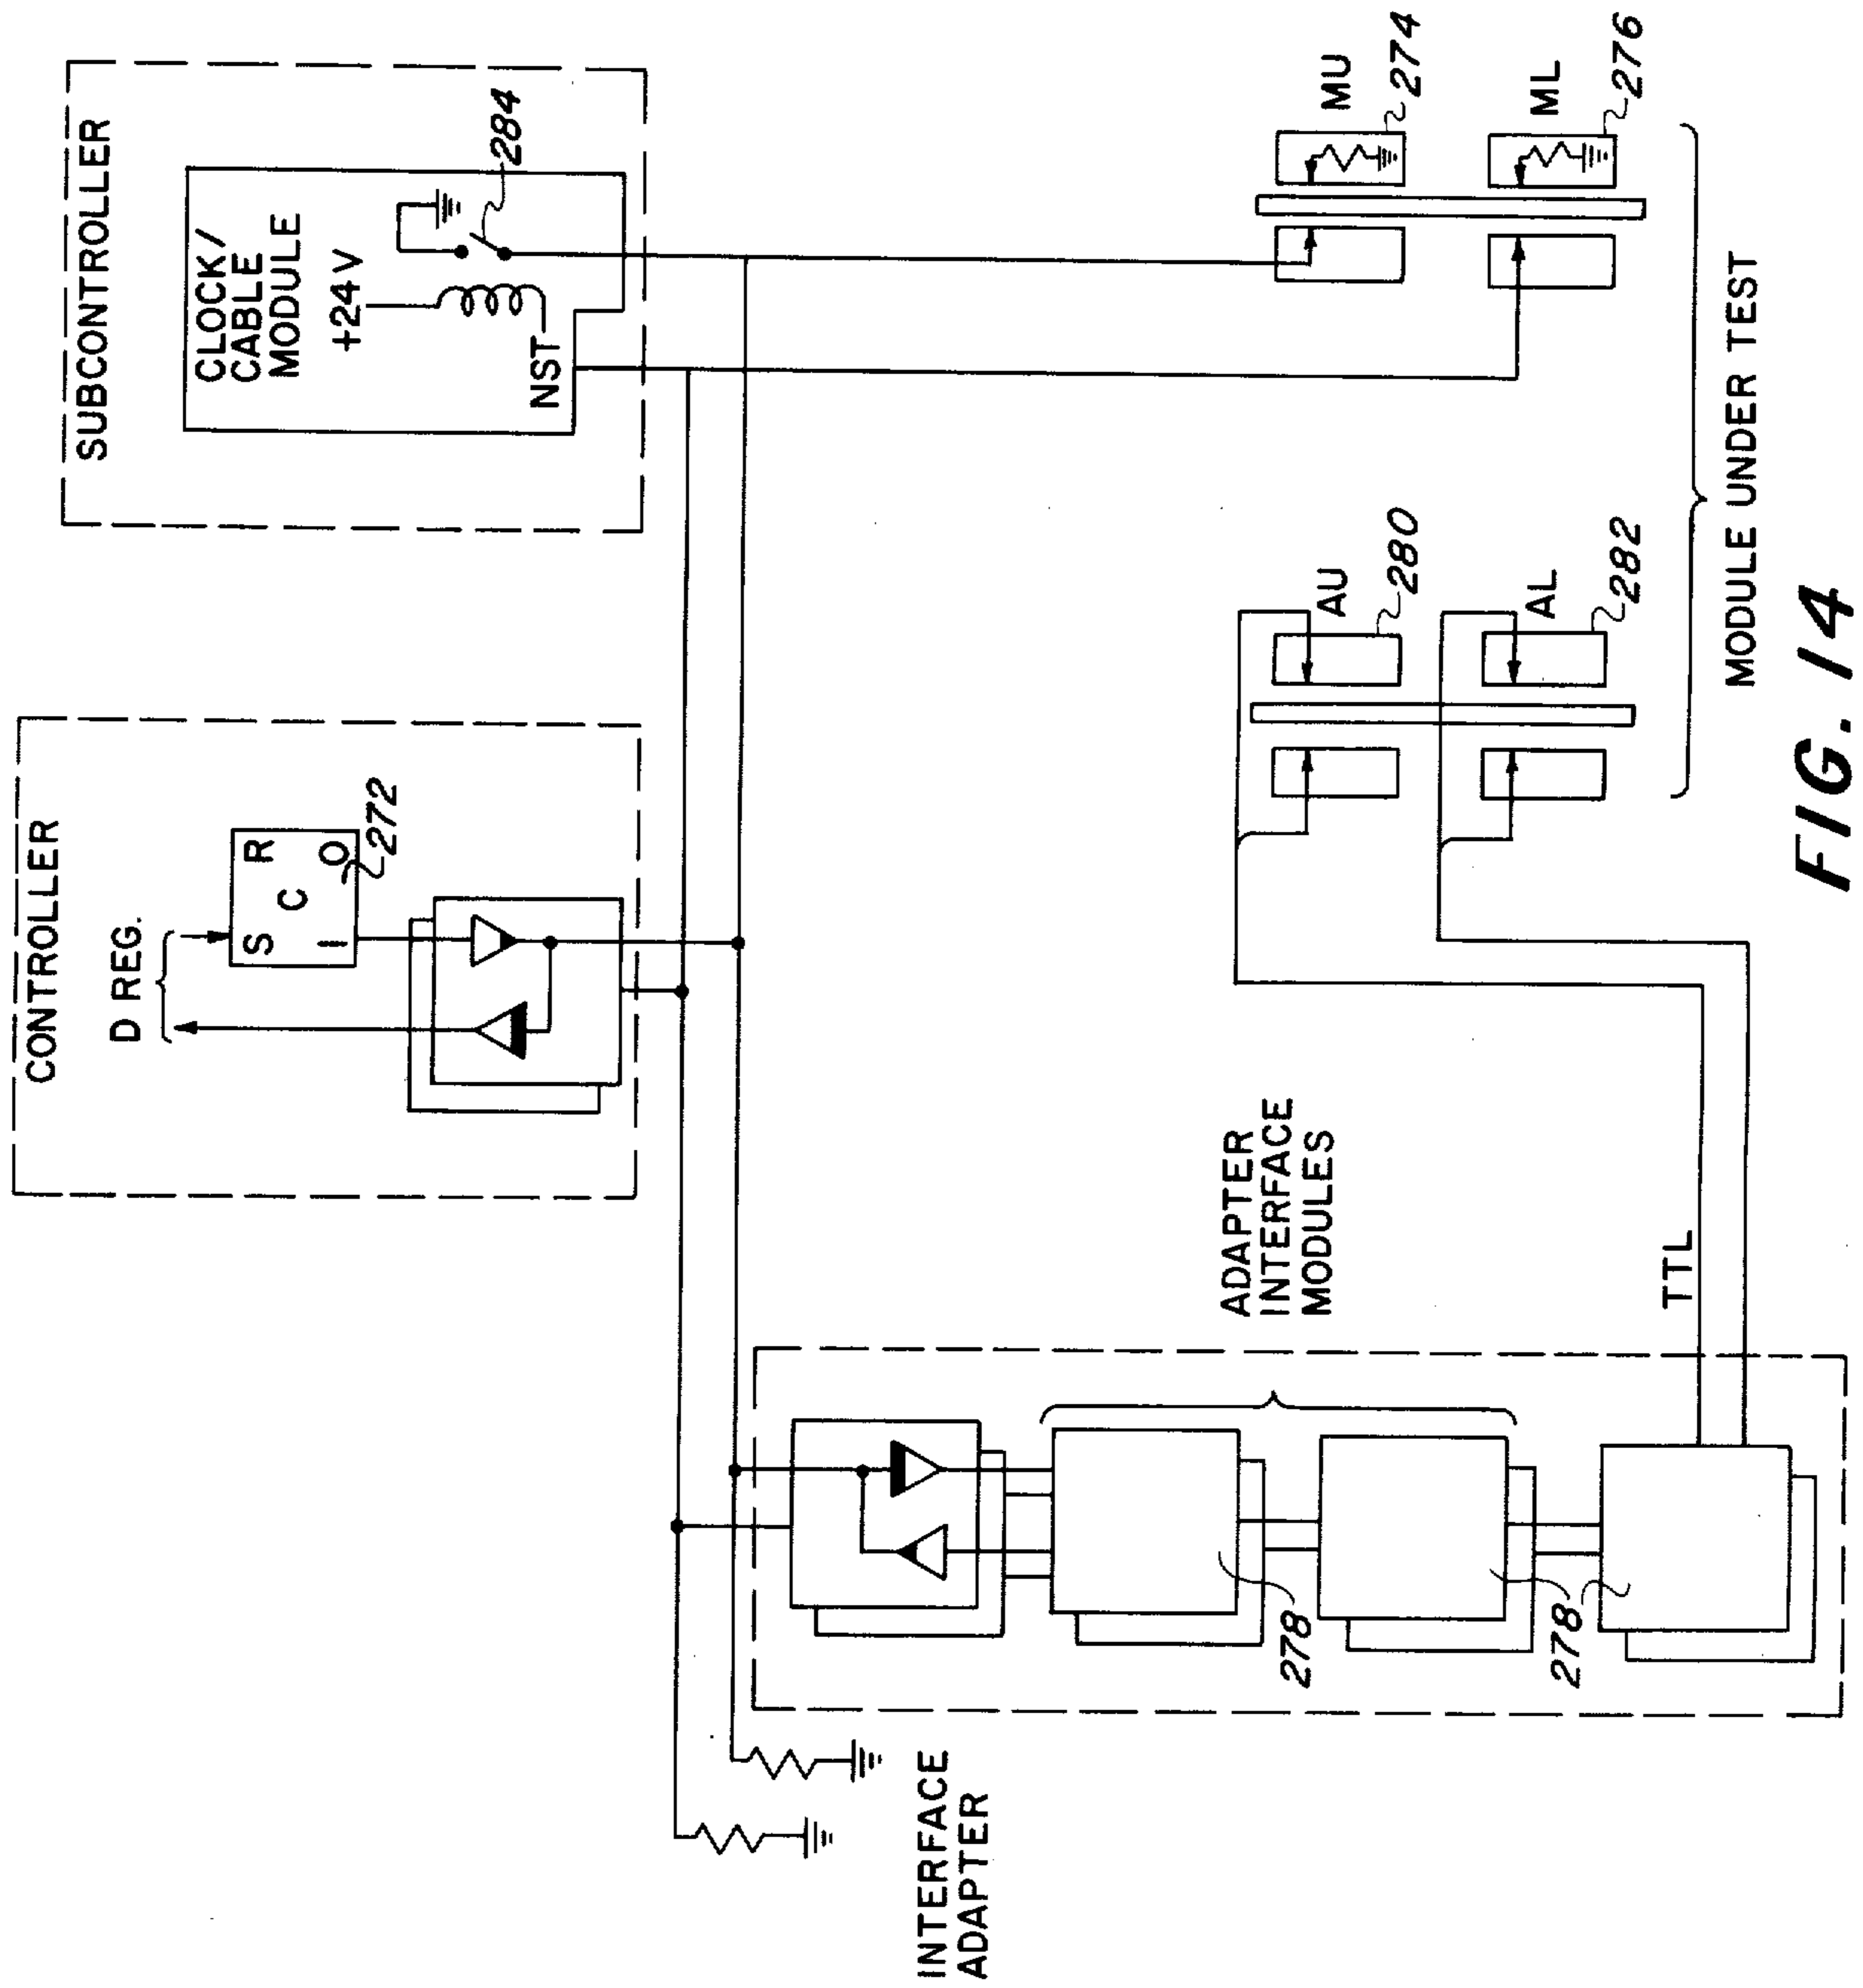 CONTROLLER
D REG.
S R
C
I O
272
SUBCONTROLLER
CLOCK/
CABLE
MODULE
+24V
NST
284
INTERFACE
ADAPTER
278
278
ADAPTER
INTERFACE
MODULES
TTL
AU
280
AL
282
MU
274
ML
276
MODULE UNDER TEST
FIG. 14